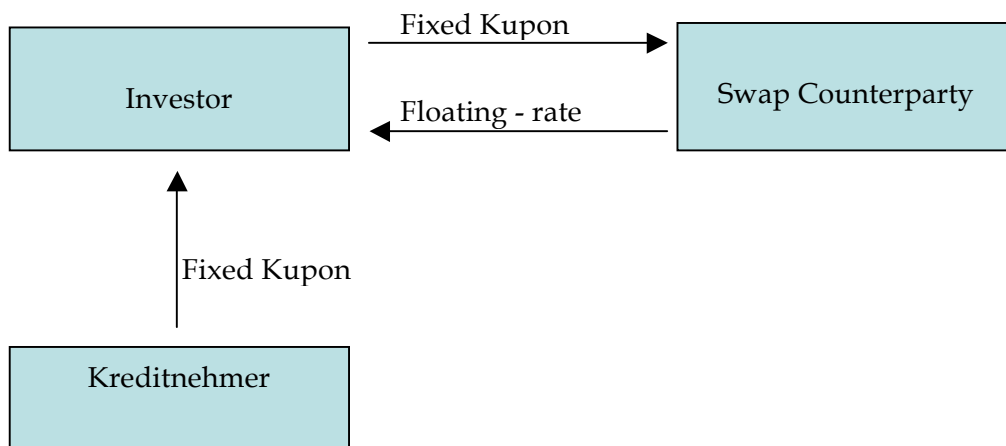 Fixed Kupon
Investor
Swap Counterparty
Floating - rate
Fixed Kupon
Kreditnehmer